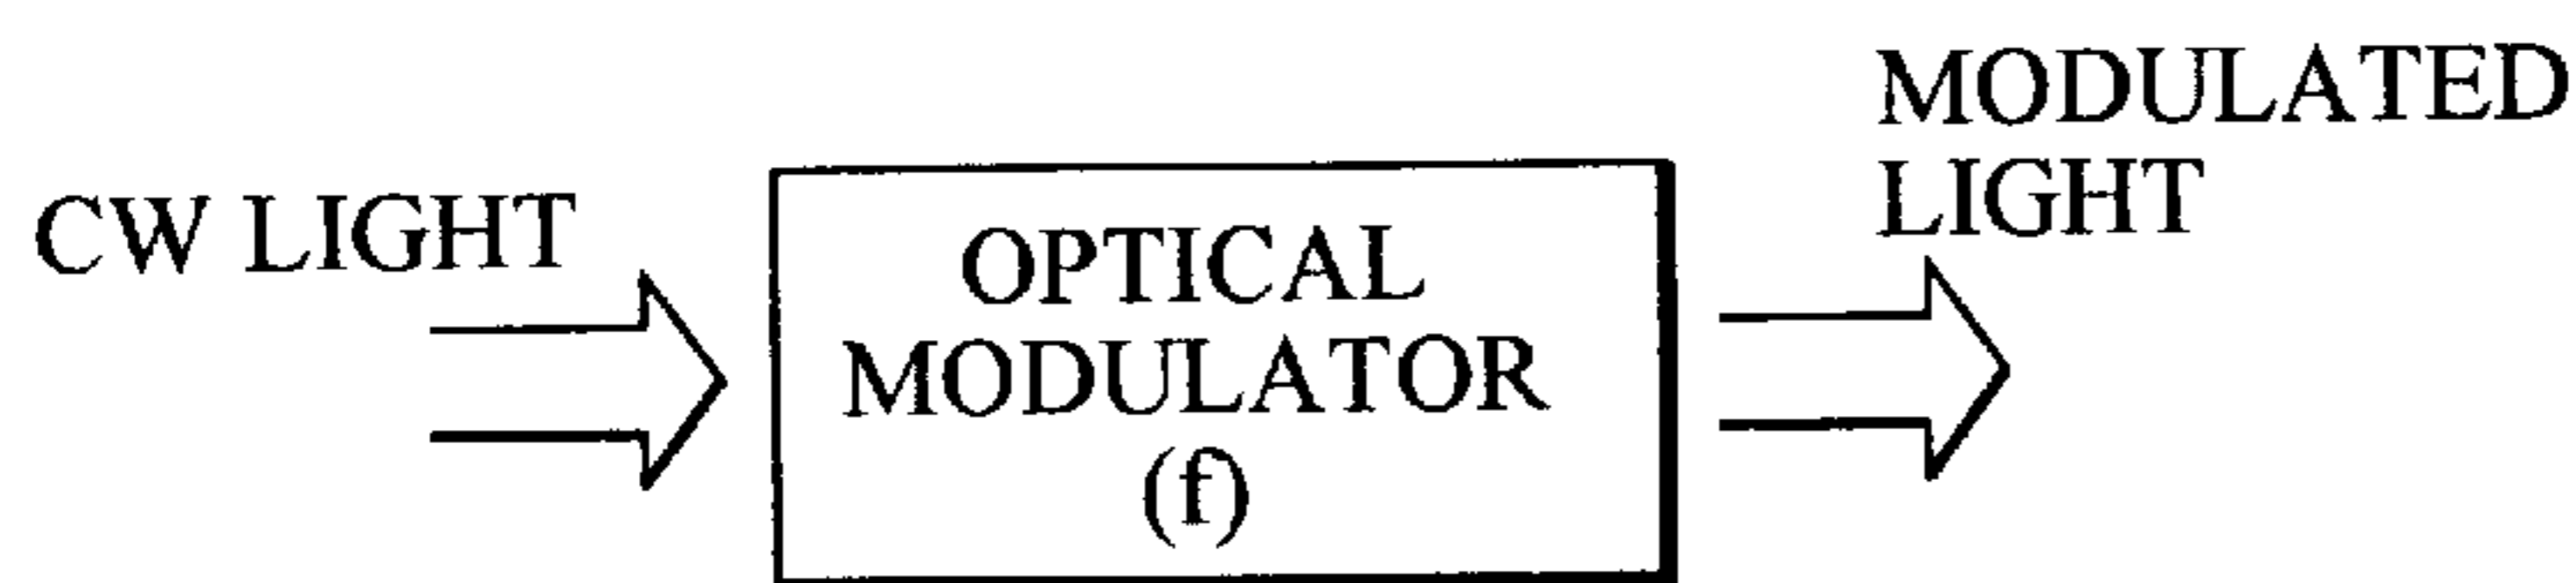 CW LIGHT
OPTICAL
MODULATOR
(f)
MODULATED
LIGHT